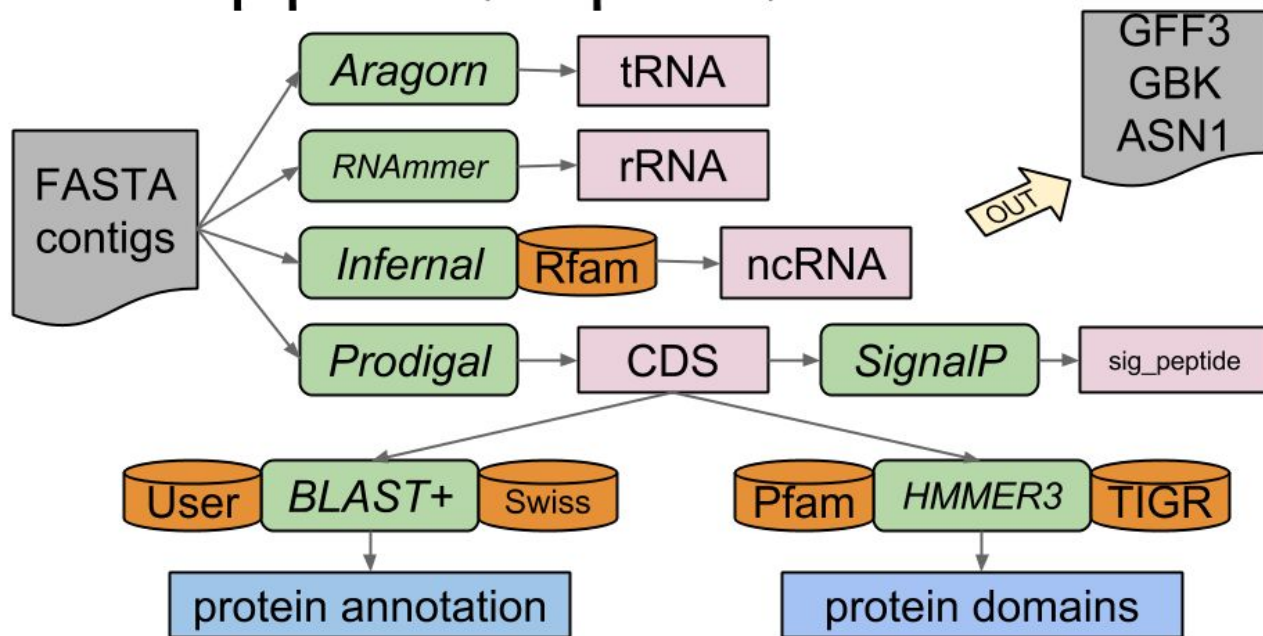 GFF3
GBK
ASN1
Aragorn
tRNA
FASTA
contigs
RNAmmer
rRNA
OUT
Infernal
Rfam
ncRNA
Prodigal
CDS
SignalP
sig_peptide
User
BLAST+
Swiss
Pfam
HMMER3
TIGR
protein annotation
protein domains